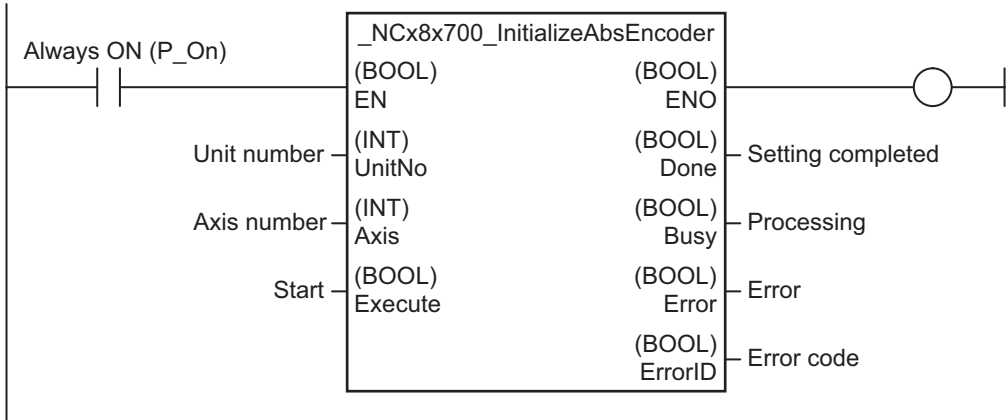 _NCx8x700_InitializeAbsEncoder
Always ON (P_On)
(BOOL) (BOOL)
EN ENO
(INT) (BOOL)
Unit number UnitNo Done Setting completed
(INT) (BOOL)
Axis number Axis Busy Processing
(BOOL) (BOOL)
Start Execute Error Error
(BOOL)
ErrorID Error code